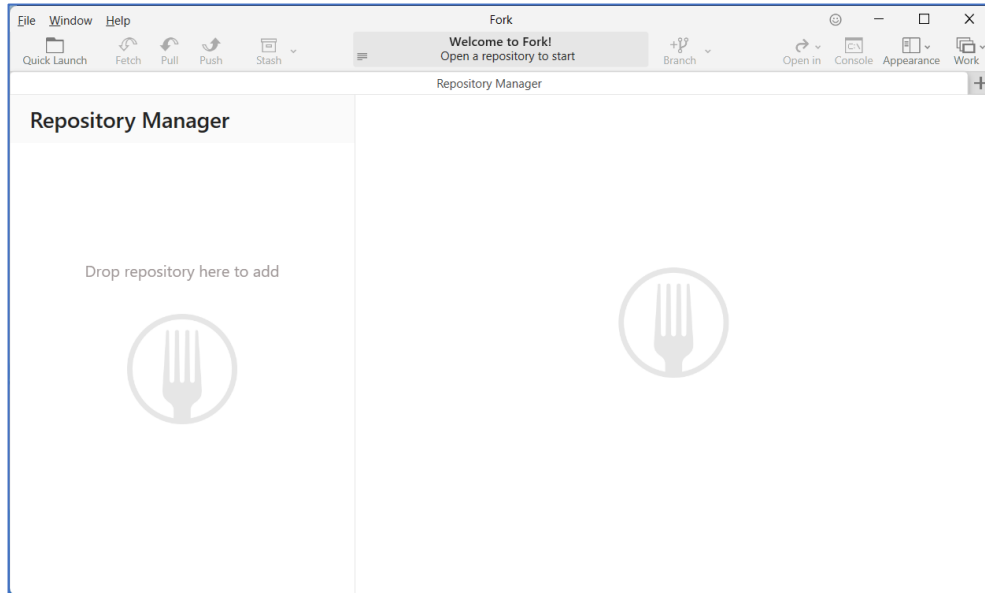 File Window Help
Fork
Quick Launch
Fetch
Pull
Push
Stash
Welcome to Fork!
Open a repository to start
Branch
Open in
C:\
Console
Appearance
Work
Repository Manager
Repository Manager
Drop repository here to add